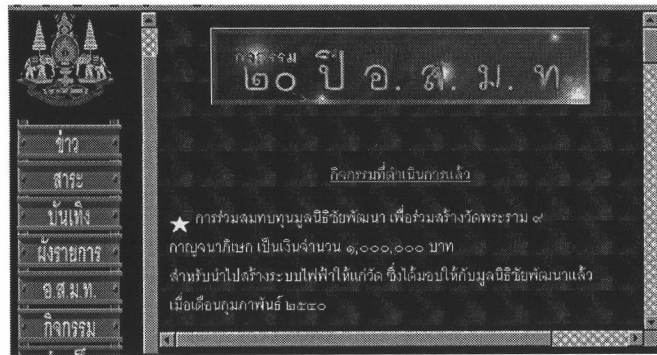 กิจกรรม
๒๐ ปี อ. ส. ม. ท
ข่าว
สาระ
บันเทิง
ผังรายการ
อ.ส.ม.ท.
กิจกรรม
กิจกรรมที่ดำเนินการแล้ว
การร่วมสมทบทุนมูลนิธิชัยพัฒนา เพื่อร่วมสร้างวัดพระราม ๙
กาญจนาภิเษก เป็นเงินจำนวน ๑,๐๐๐,๐๐๐ บาท
สำหรับนำไปสร้างระบบไฟฟ้าให้แก่วัด ซึ่งได้มอบให้กับมูลนิธิชัยพัฒนาแล้ว
เมื่อเดือนกุมภาพันธ์ ๒๕๔๐